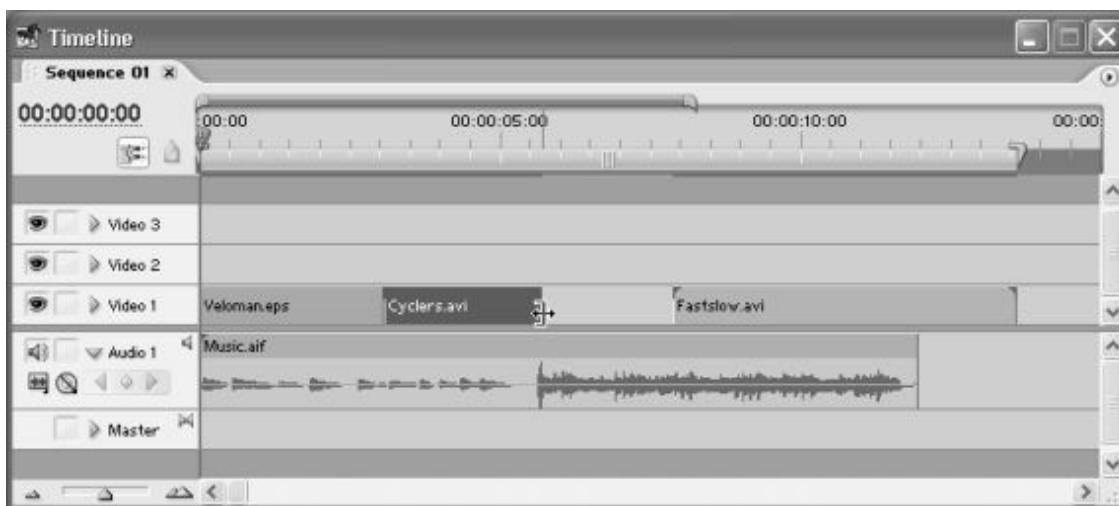 Timeline
Sequence 01
00:00:00:00
:00:00 00:00:05:00 00:00:10:00 00:00:
Video 3
Video 2
Video 1 Veloman.eps Cyclers.avi Fastslow.avi
Audio 1 Music.aif
Master